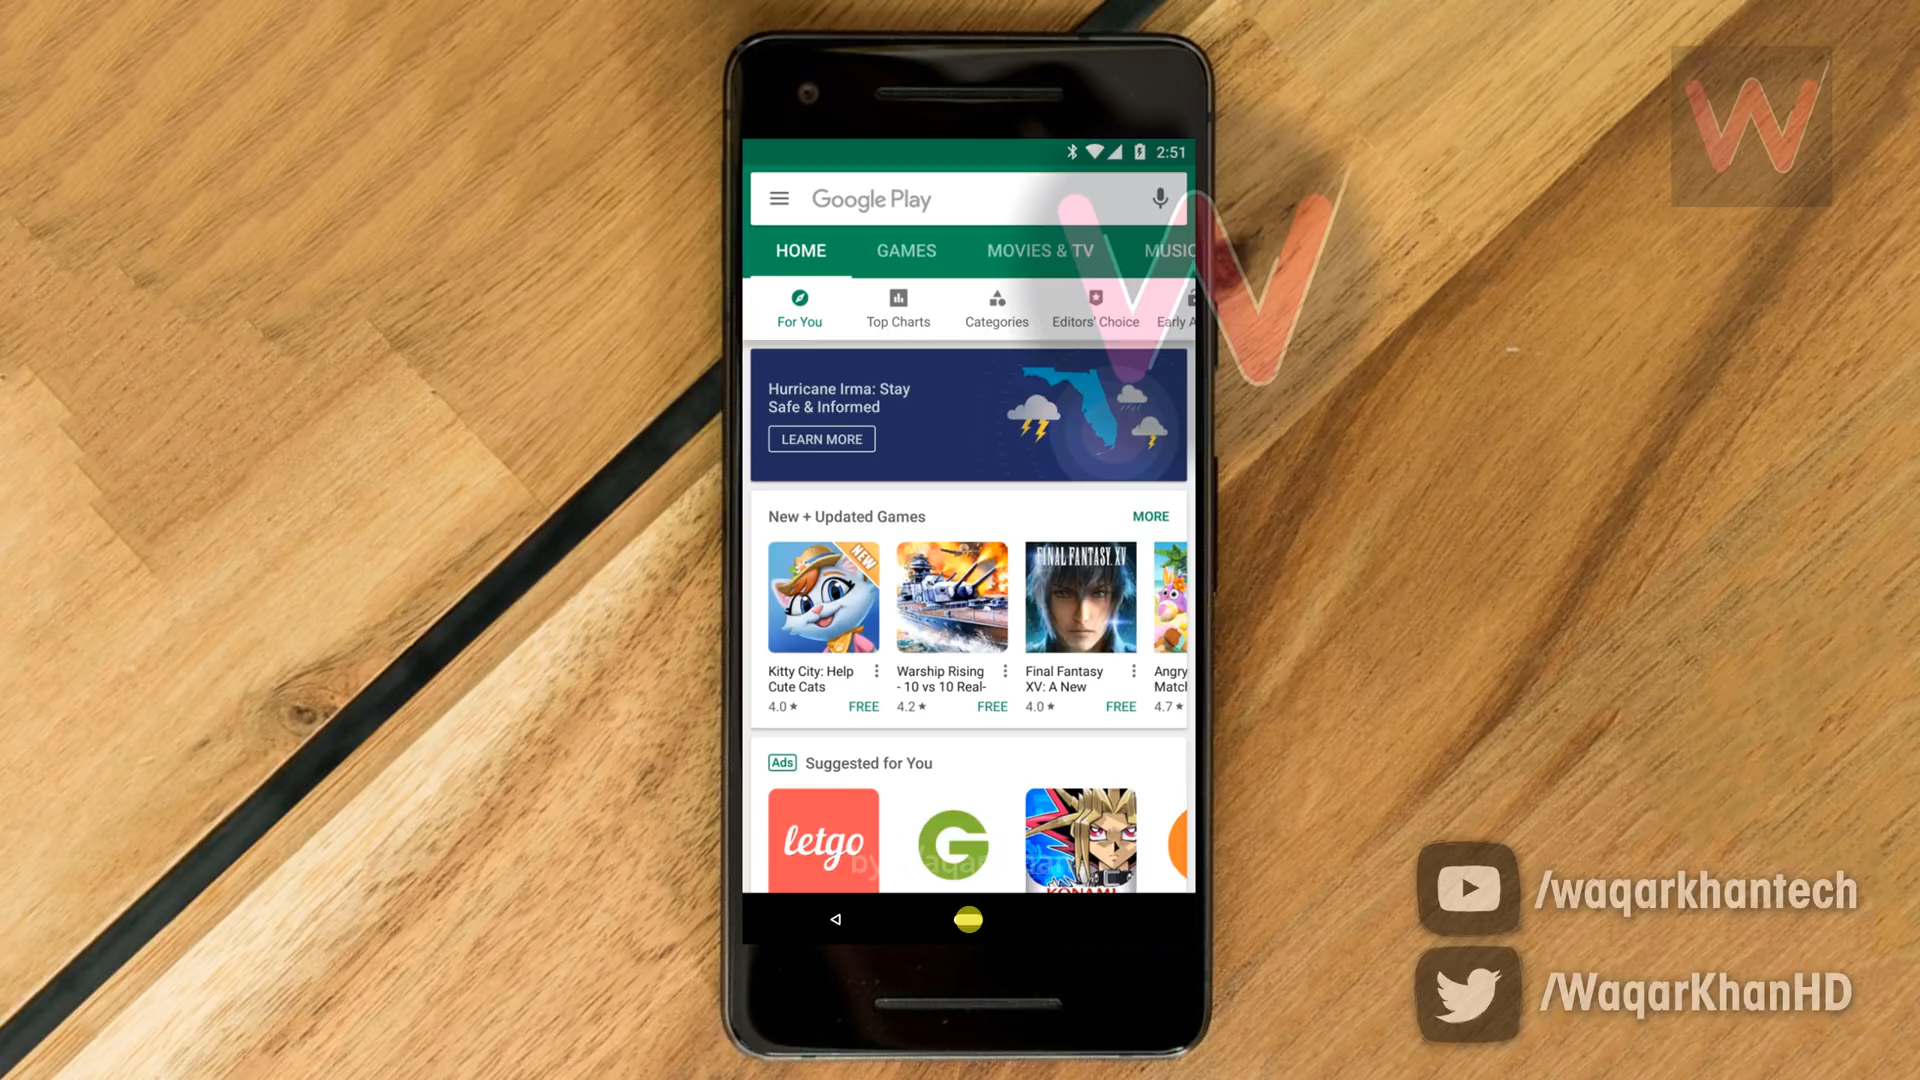 2:51
Google Play
HOME GAMES MOVIES & TV MUSIC
For You Top Charts Categories Editors' Choice Early A
Hurricane Irma: Stay
Safe & Informed
LEARN MORE
New + Updated Games MORE
NEW
FINAL FANTASY XV
Kitty City: Help
Cute Cats
4.0 ★ FREE
Warship Rising
- 10 vs 10 Real-
4.2 ★ FREE
Final Fantasy
XV: A New
4.0 ★ FREE
Angry
Match
4.7 ★
Ads Suggested for You
letgo
G
KONAMI
W
W
/waqarkhantech
/WaqarKhanHD